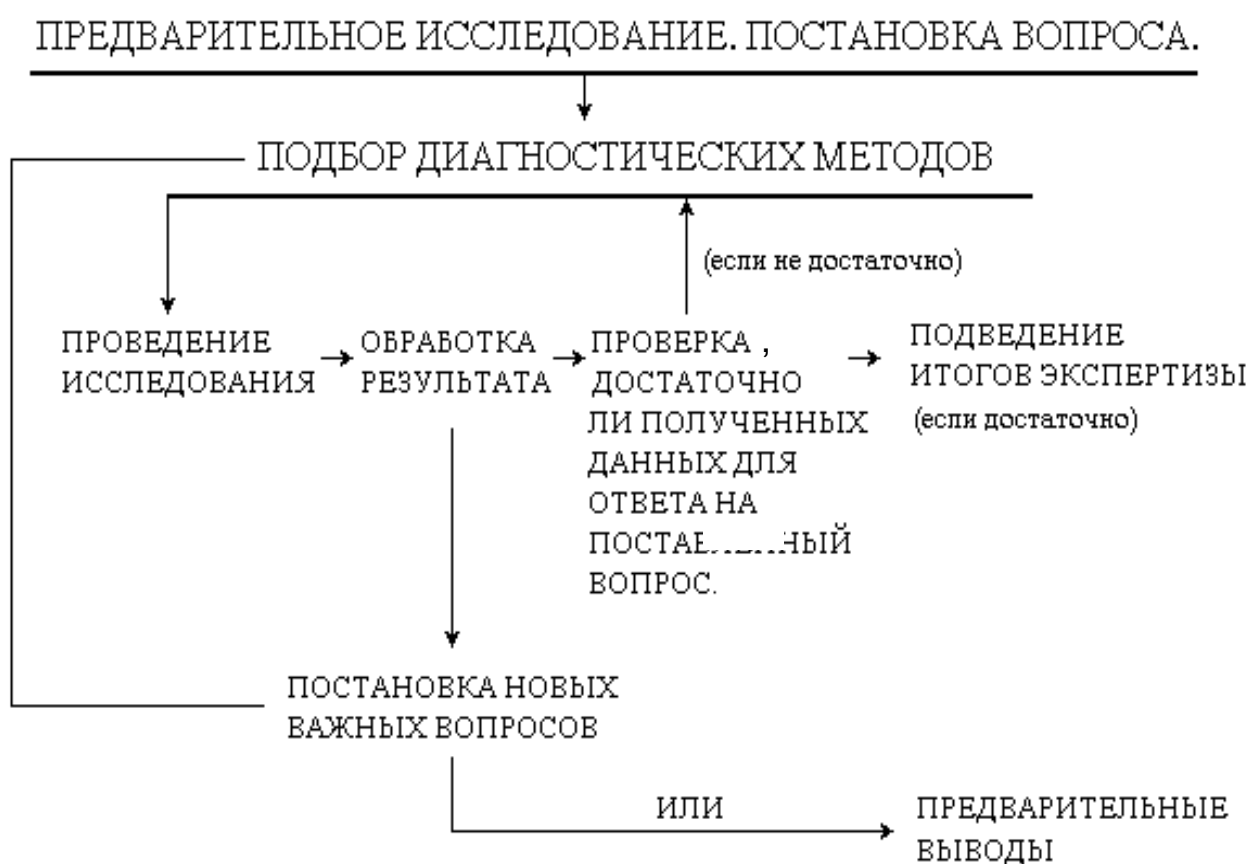 ПРЕДВАРИТЕЛЬНОЕ ИССЛЕДОВАНИЕ. ПОСТАНОВКА ВОПРОСА.
ПОДБОР ДИАГНОСТИЧЕСКИХ МЕТОДОВ
(если не достаточно)
ПРОВЕДЕНИЕ
ИССЛЕДОВАНИЯ
ОБРАБОТКА
РЕЗУЛЬТАТА
ПРОВЕРКА ,
ДОСТАТОЧНО
ЛИ ПОЛУЧЕННЫХ
ДАННЫХ ДЛЯ
ОТВЕТА НА
ВОПРОС.
ПОДВЕДЕНИЕ
ИТОГОВ ЭКСПЕРТИЗЫ
(если достаточно)
ПОСТАНОВКА НОВЫХ
ВАЖНЫХ ВОПРОСОВ
ИЛИ
ПРЕДВАРИТЕЛЬНЫЕ
ВЫВОДЫ